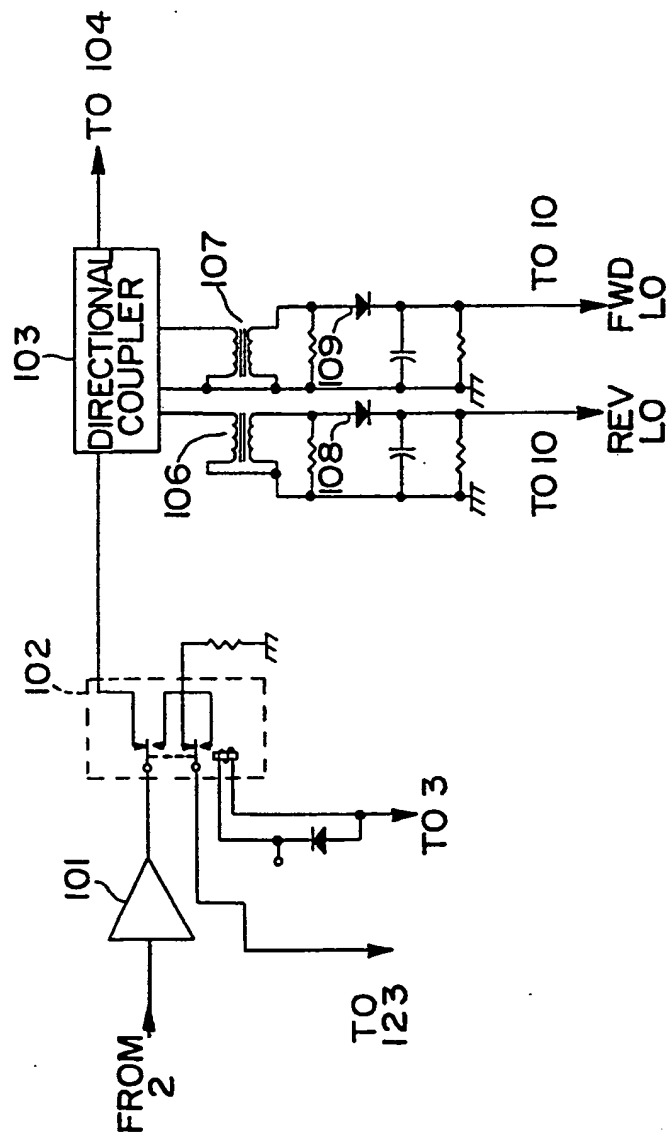 FROM
2
101
102
103
DIRECTIONAL
COUPLER
TO 104
106
107
108
109
TO
123
TO 3
TO 10
REV
LO
TO 10
FWD
LO